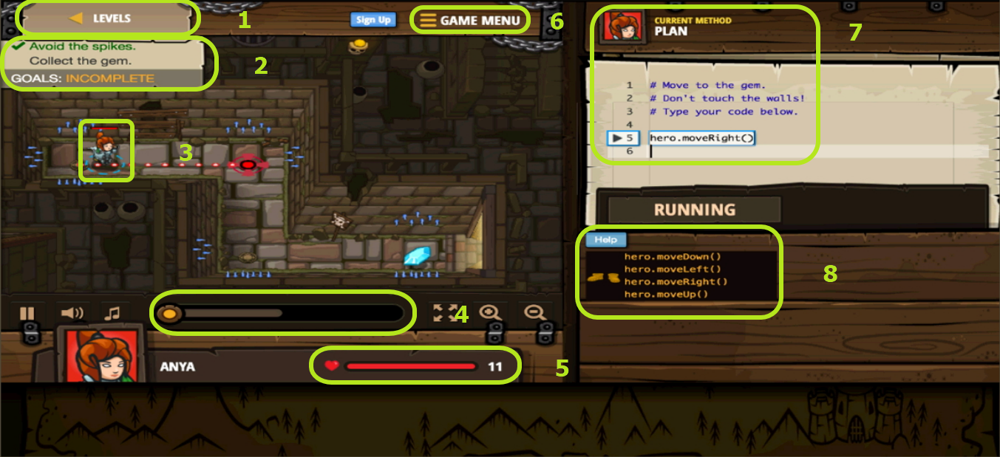 LEVELS
1
Sign Up
GAME MENU
6
Avoid the spikes.
Collect the gem.
GOALS: INCOMPLETE
2
3
4
ANYA
11
5
CURRENT METHOD
PLAN
7
1 # Move to the gem.
2 # Don't touch the walls!
3 # Type your code below.
4
5 hero.moveRight()
6
RUNNING
Help
hero.moveDown()
hero.moveLeft()
hero.moveRight()
hero.moveUp()
8